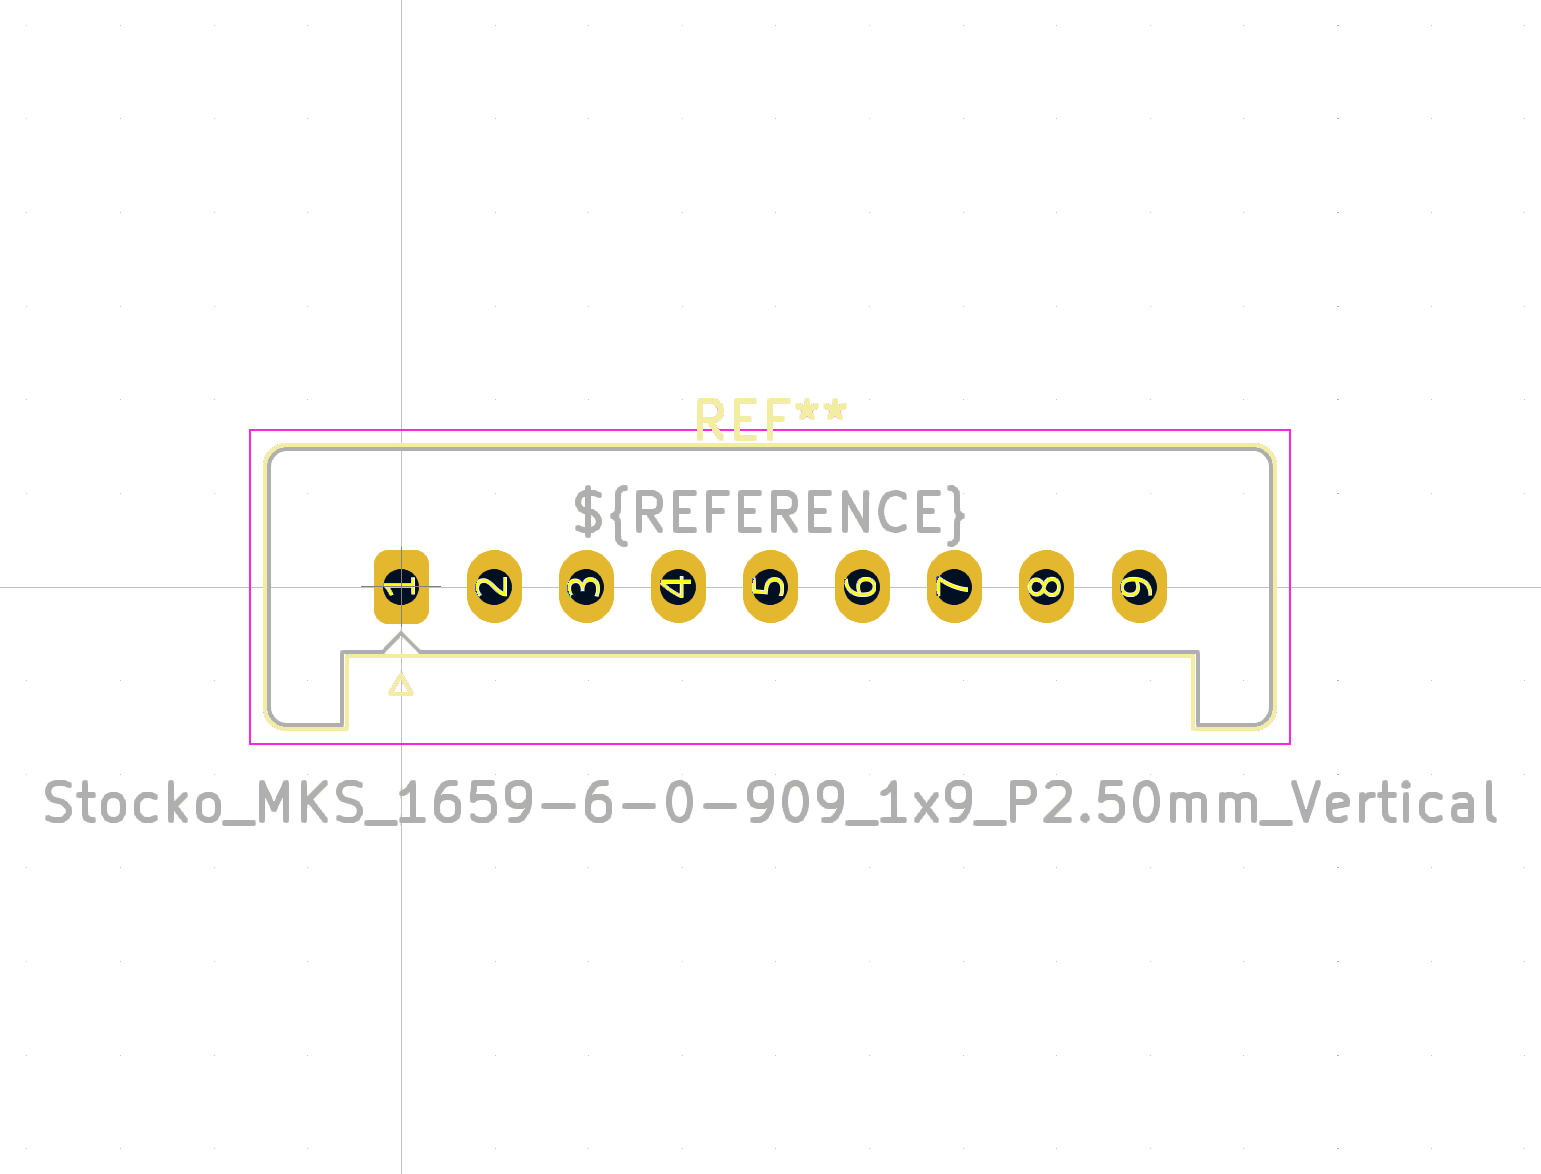 REF**
${REFERENCE}
1 2 3 4 5 6 7 8 9
Stocko_MKS_1659-6-0-909_1x9_P2.50mm_Vertical